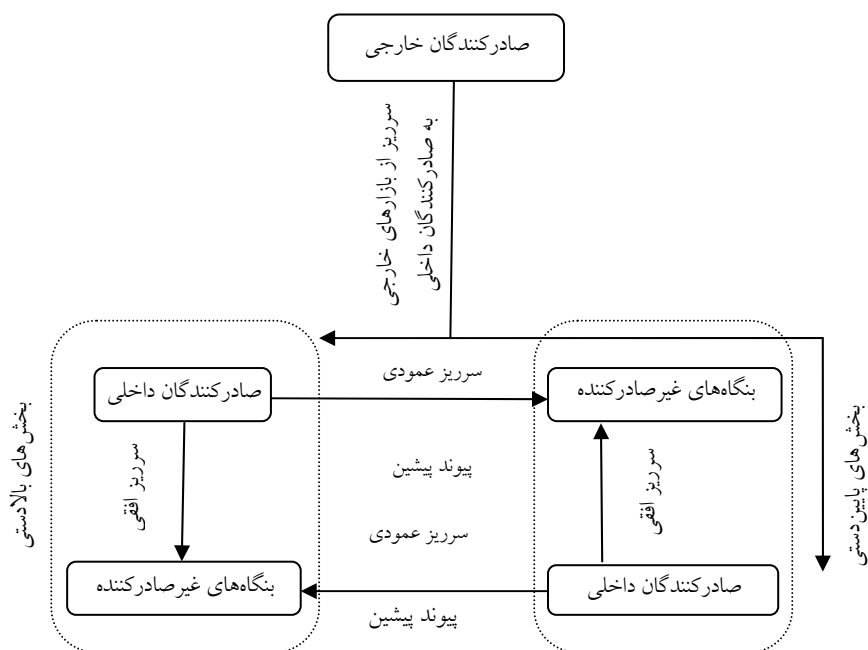 صادرکنندگان خارجی
سرریز از بازارهای خارجی
به صادرکنندگان داخلی
بخش‌های پایین‌دستی
بنگاه‌های غیرصادرکننده
سرریز افقی
صادرکنندگان داخلی
سرریز عمودی
پیوند پیشین
سرریز عمودی
پیوند پیشین
صادرکنندگان داخلی
سرریز افقی
بنگاه‌های غیرصادرکننده
بخش‌های بالادستی